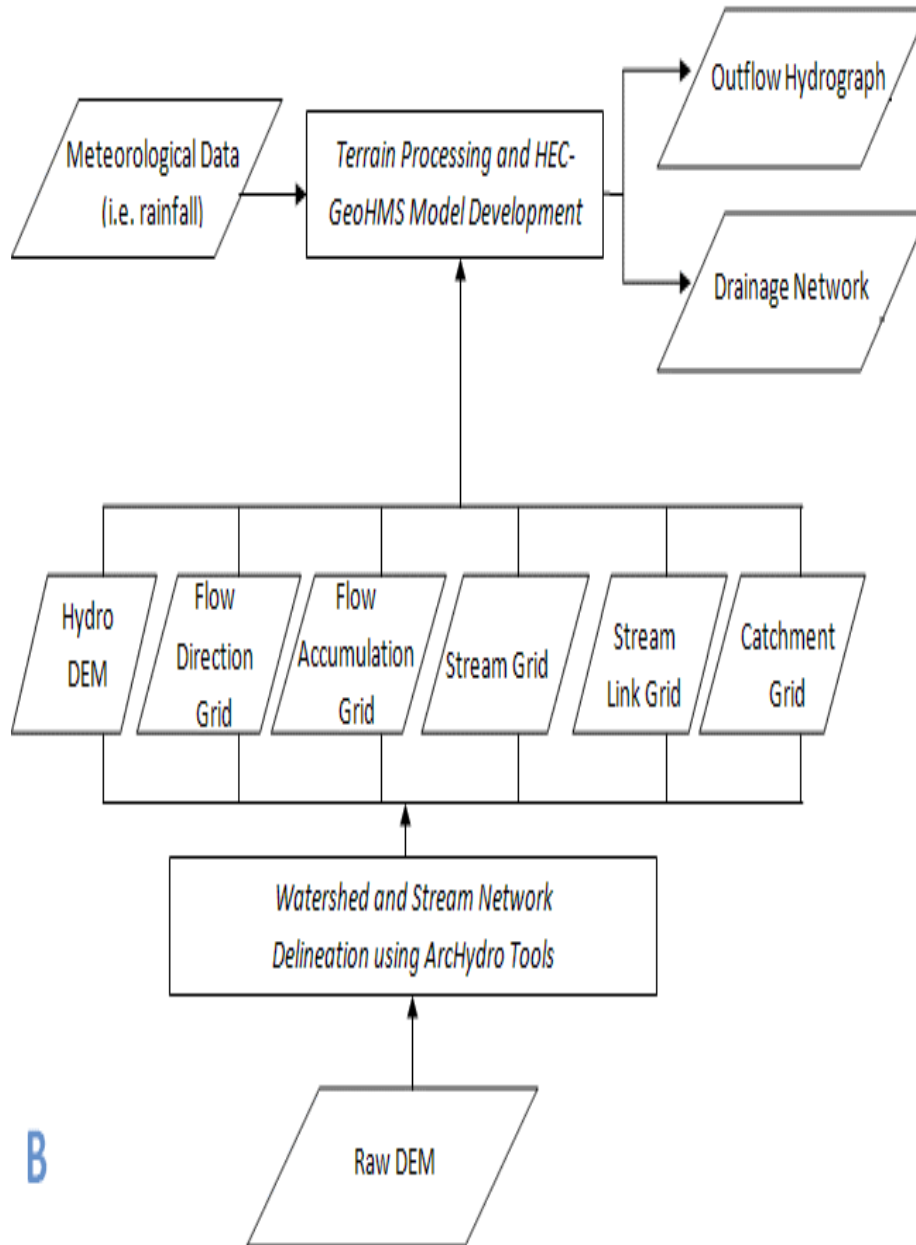 Outflow Hydrograph
Meteorological Data
(i.e. rainfall)
Terrain Processing and HEC-
GeoHMS Model Development
Drainage Network
Hydro
DEM
Flow
Direction
Grid
Flow
Accumulation
Grid
Stream Grid
Stream
Link Grid
Catchment
Grid
Watershed and Stream Network
Delineation using ArcHydro Tools
Raw DEM
B